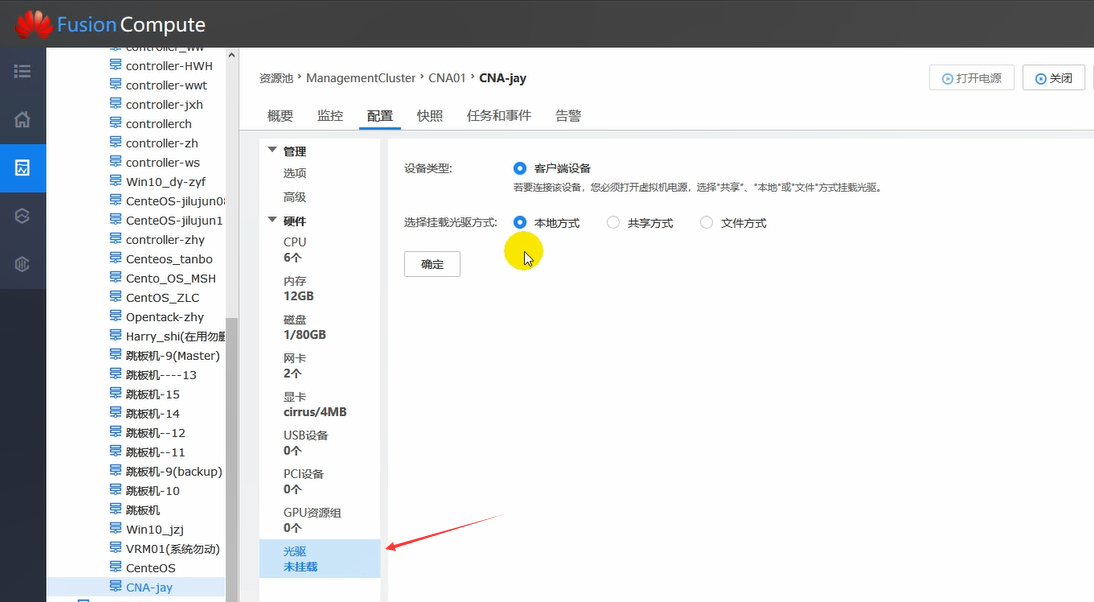 FusionCompute
controller_ww
controller-HWH
controller-wwt
controller-jxh
controllerch
controller-zh
controller-ws
Win10_dy-zyf
CenteOS-jilujun08
CenteOS-jilujun1
controller-zhy
Centeos_tanbo
Cento_OS_MSH
CentOS_ZLC
Opentack-zhy
Harry_shi(在用勿删
跳板机-9(Master)
跳板机----13
跳板机-15
跳板机-14
跳板机--12
跳板机--11
跳板机-9(backup)
跳板机-10
跳板机
Win10_jzj
VRM01(系统勿动)
CenteOS
CNA-jay
资源池 › ManagementCluster › CNA01 › CNA-jay
打开电源
关闭
概要 监控 配置 快照 任务和事件 告警
管理
选项
高级
硬件
CPU
6个
内存
12GB
磁盘
1/80GB
网卡
2个
显卡
cirrus/4MB
USB设备
0个
PCI设备
0个
GPU资源组
0个
光驱
未挂载
设备类型: 客户端设备
若要连接该设备，您必须打开虚拟机电源，选择"共享"、"本地"或"文件"方式挂载光驱。
选择挂载光驱方式: 本地方式 共享方式 文件方式
确定